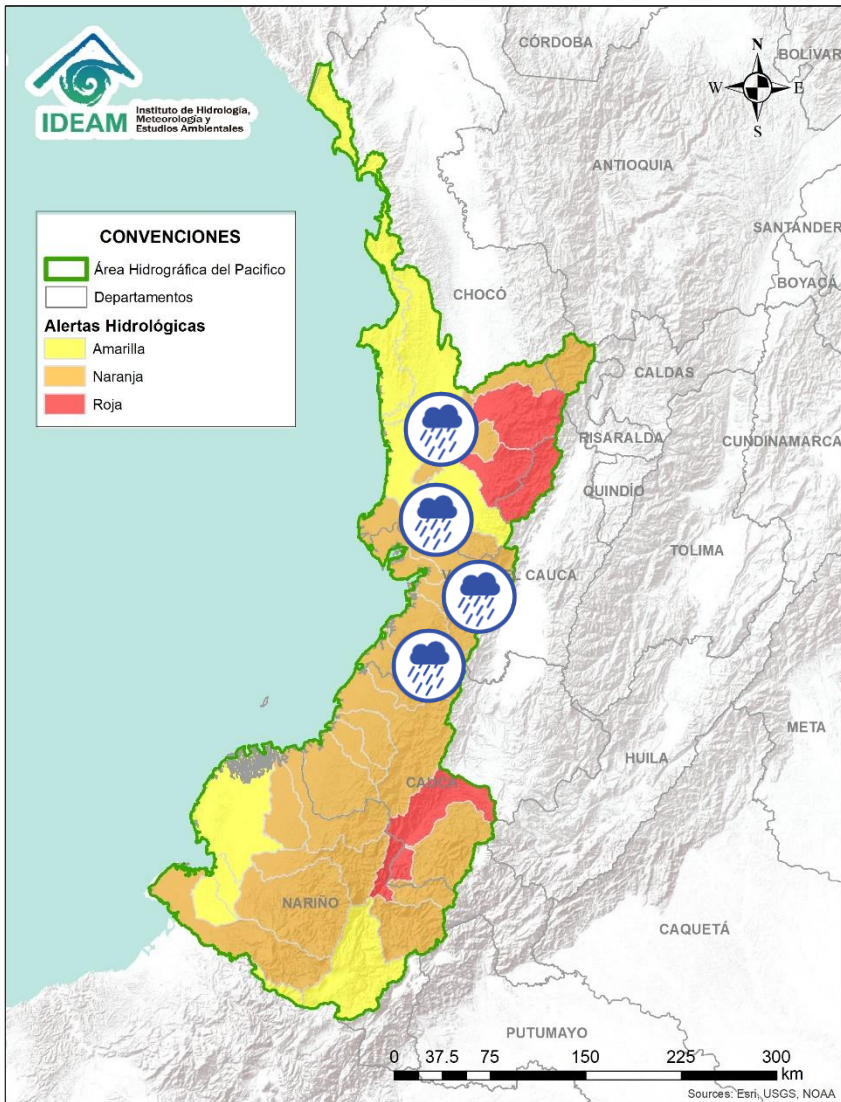 IDEAM
Instituto de Hidrología,
Meteorología y
Estudios Ambientales
CONVENCIONES
Área Hidrográfica del Pacifico
Departamentos
Alertas Hidrológicas
Amarilla
Naranja
Roja
N
W
E
S
CÓRDOBA
BOLÍVAR
ANTIOQUIA
SANTANDER
BOYACÁ
CHOCÓ
CALDAS
RISARALDA
CUNDINAMARCA
QUINDÍO
TOLIMA
EL CAUCA
META
HUILA
CAUCA
NARIÑO
CAQUETÁ
PUTUMAYO
0 37.5 75 150 225 300
km
Sources: Esri, USGS, NOAA